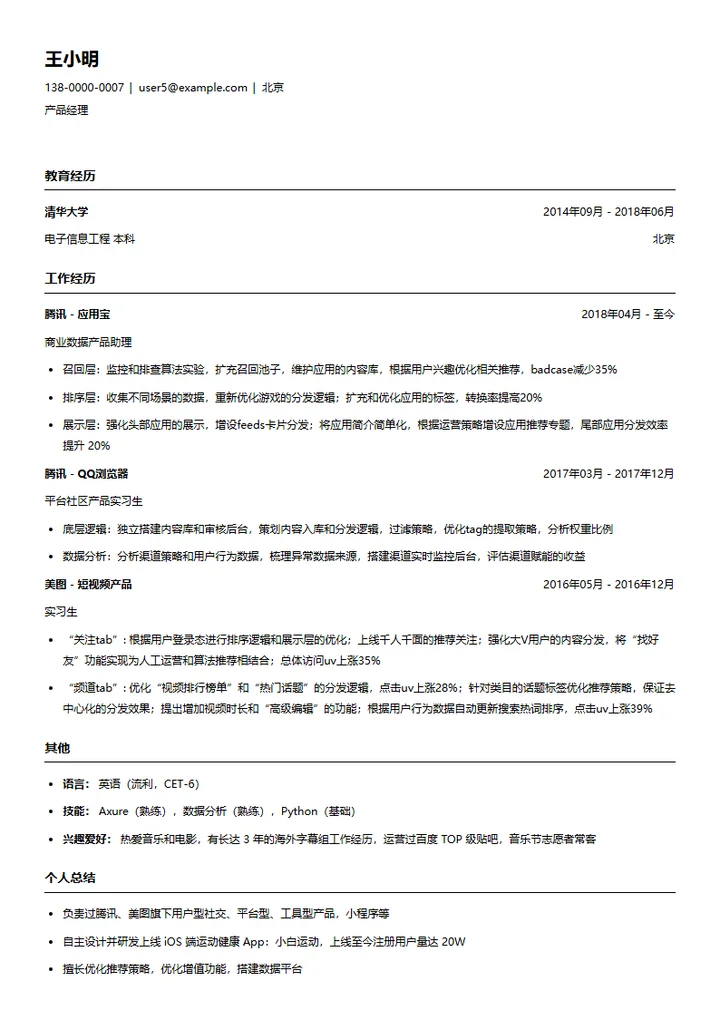 王小明
138-0000-0007 | user5@example.com | 北京
产品经理
教育经历
清华大学 2014年09月 - 2018年06月
电子信息工程 本科 北京
工作经历
腾讯 - 应用宝 2018年04月 - 至今
商业数据产品助理
• 召回层：监控和排查算法实验，扩充召回池子，维护应用的内容库，根据用户兴趣优化相关推荐，badcase减少35%
• 排序层：收集不同场景的数据，重新优化游戏的分发逻辑；扩充和优化应用的标签，转换率提高20%
• 展示层：强化头部应用的展示，增设feeds卡片分发；将应用简介简单化，根据运营策略增设应用推荐专题，尾部应用分发效率
提升 20%
腾讯 - QQ浏览器 2017年03月 - 2017年12月
平台社区产品实习生
• 底层逻辑：独立搭建内容库和审核后台，策划内容入库和分发逻辑，过滤策略，优化tag的提取策略，分析权重比例
• 数据分析：分析渠道策略和用户行为数据，梳理异常数据来源，搭建渠道实时监控后台，评估渠道赋能的收益
美图 - 短视频产品 2016年05月 - 2016年12月
实习生
• “关注tab”：根据用户登录态进行排序逻辑和展示层的优化；上线千人千面的推荐关注；强化大V用户的内容分发，将“找好
友”功能实现为人工运营和算法推荐相结合；总体访问uv上涨35%
• “频道tab”：优化“视频排行榜单”和“热门话题”的分发逻辑，点击uv上涨28%；针对类目的话题标签优化推荐策略，保证去
中心化的分发效果；提出增加视频时长和“高级编辑”的功能；根据用户行为数据自动更新搜索热词排序，点击uv上涨39%
其他
• 语言： 英语（流利，CET-6）
• 技能： Axure（熟练）, 数据分析（熟练）, Python（基础）
• 兴趣爱好： 热爱音乐和电影，有长达 3 年的海外字幕组工作经历，运营过百度 TOP 级贴吧，音乐节志愿者常客
个人总结
• 负责过腾讯、美图旗下用户型社交、平台型、工具型产品，小程序等
• 自主设计并研发上线 iOS 端运动健康 App：小白运动，上线至今注册用户量达 20W
• 擅长优化推荐策略，优化增值功能，搭建数据平台